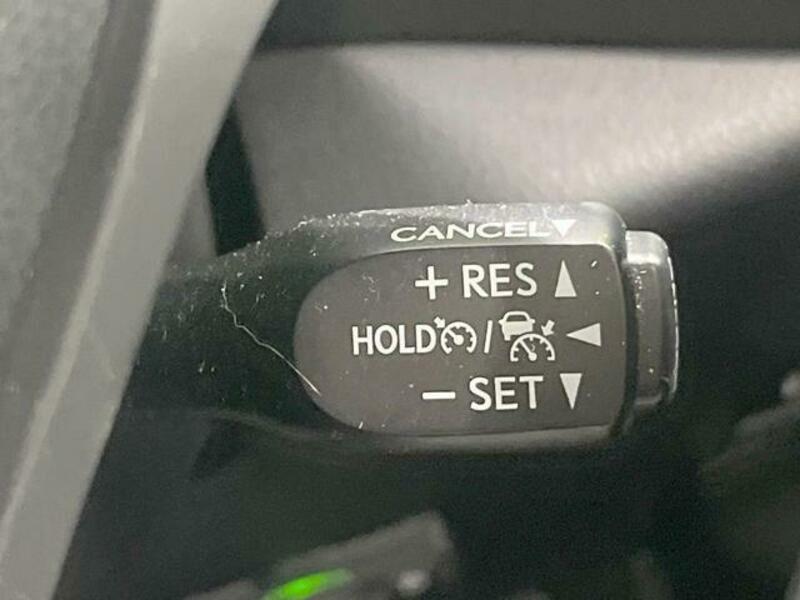 CANCEL▼
+ RES ▲
HOLD / ◀
− SET ▼